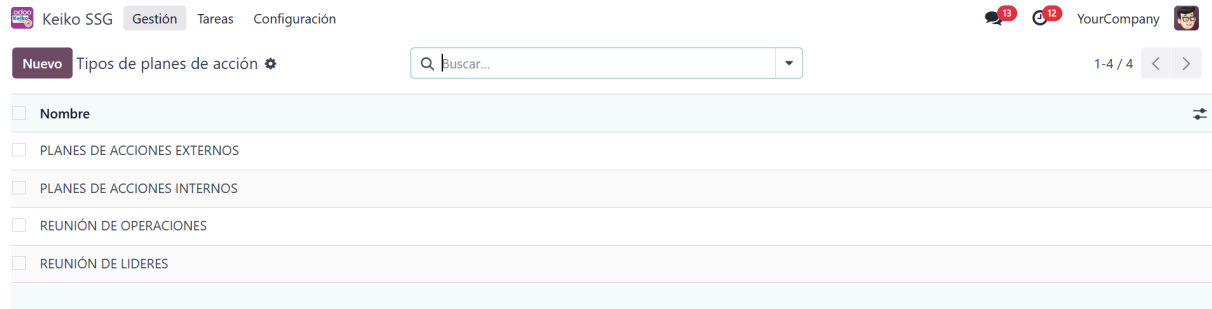 odoo Keiko SSG Gestión Tareas Configuración 13 12 YourCompany
Nuevo Tipos de planes de acción Buscar... 1-4 / 4
Nombre
PLANES DE ACCIONES EXTERNOS
PLANES DE ACCIONES INTERNOS
REUNIÓN DE OPERACIONES
REUNIÓN DE LIDERES